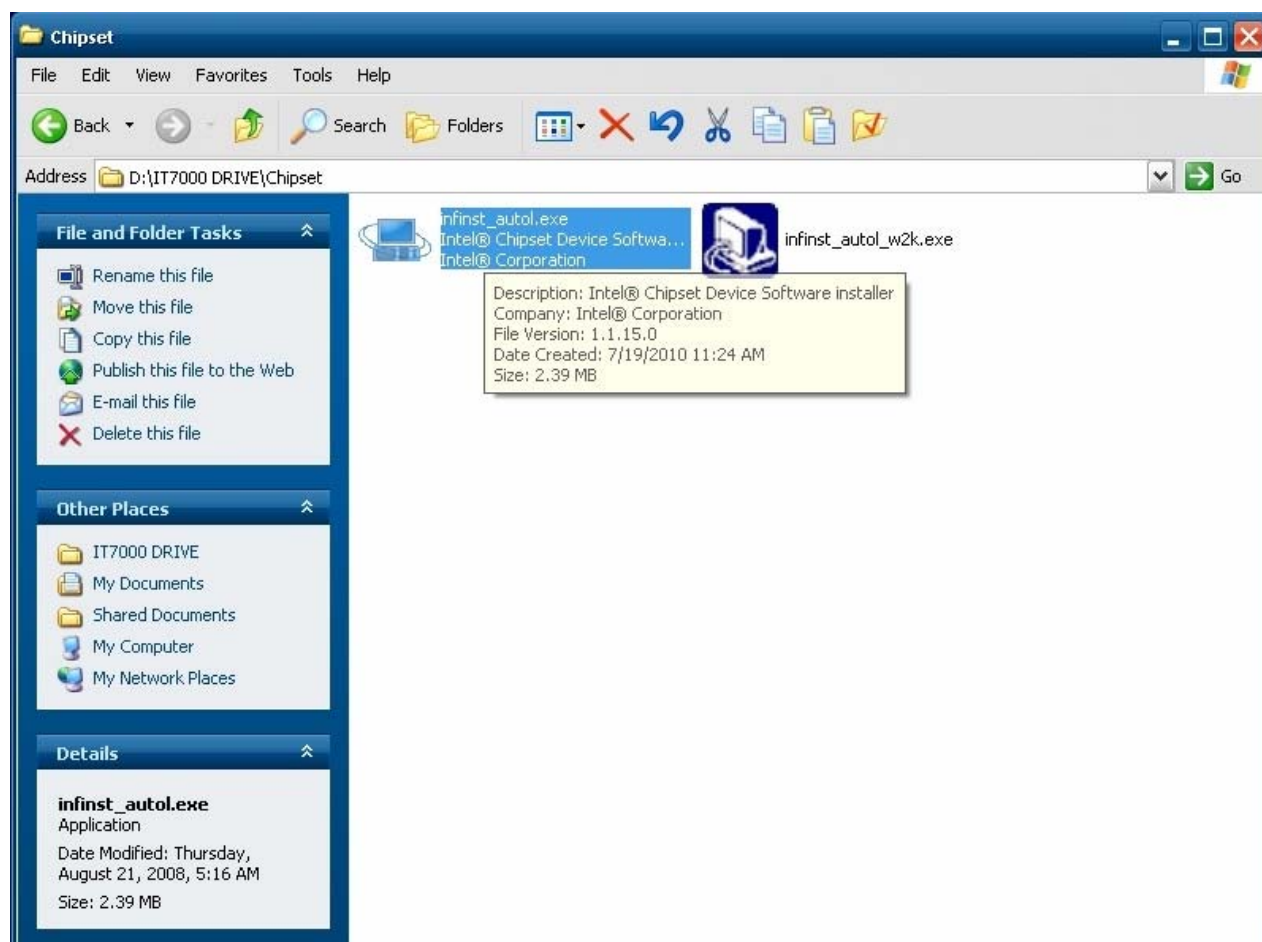 Chipset
File Edit View Favorites Tools Help
Back Search Folders
Address D:\IT7000 DRIVE\Chipset Go
File and Folder Tasks
Rename this file
Move this file
Copy this file
Publish this file to the Web
E-mail this file
Delete this file
Other Places
IT7000 DRIVE
My Documents
Shared Documents
My Computer
My Network Places
Details
infinst_autol.exe
Application
Date Modified: Thursday,
August 21, 2008, 5:16 AM
Size: 2.39 MB
infinst_autol.exe
Intel® Chipset Device Softwa...
Intel® Corporation
infinst_autol_w2k.exe
Description: Intel® Chipset Device Software installer
Company: Intel® Corporation
File Version: 1.1.15.0
Date Created: 7/19/2010 11:24 AM
Size: 2.39 MB